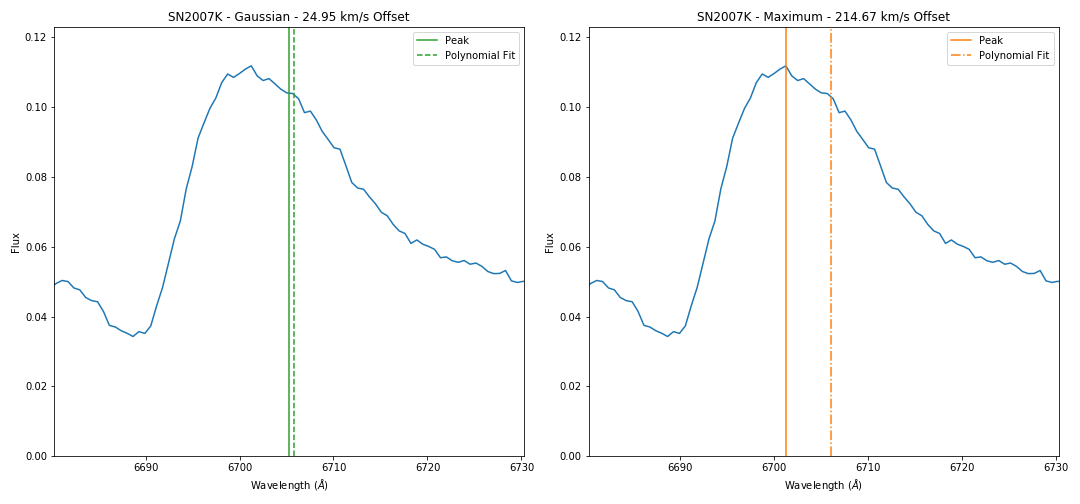 SN2007K - Gaussian - 24.95 km/s Offset
Peak
Polynomial Fit
0.12
0.10
0.08
0.06
0.04
0.02
0.00
Flux
6690 6700 6710 6720 6730
Wavelength (Å)
SN2007K - Maximum - 214.67 km/s Offset
Peak
Polynomial Fit
0.12
0.10
0.08
0.06
0.04
0.02
0.00
Flux
6690 6700 6710 6720 6730
Wavelength (Å)